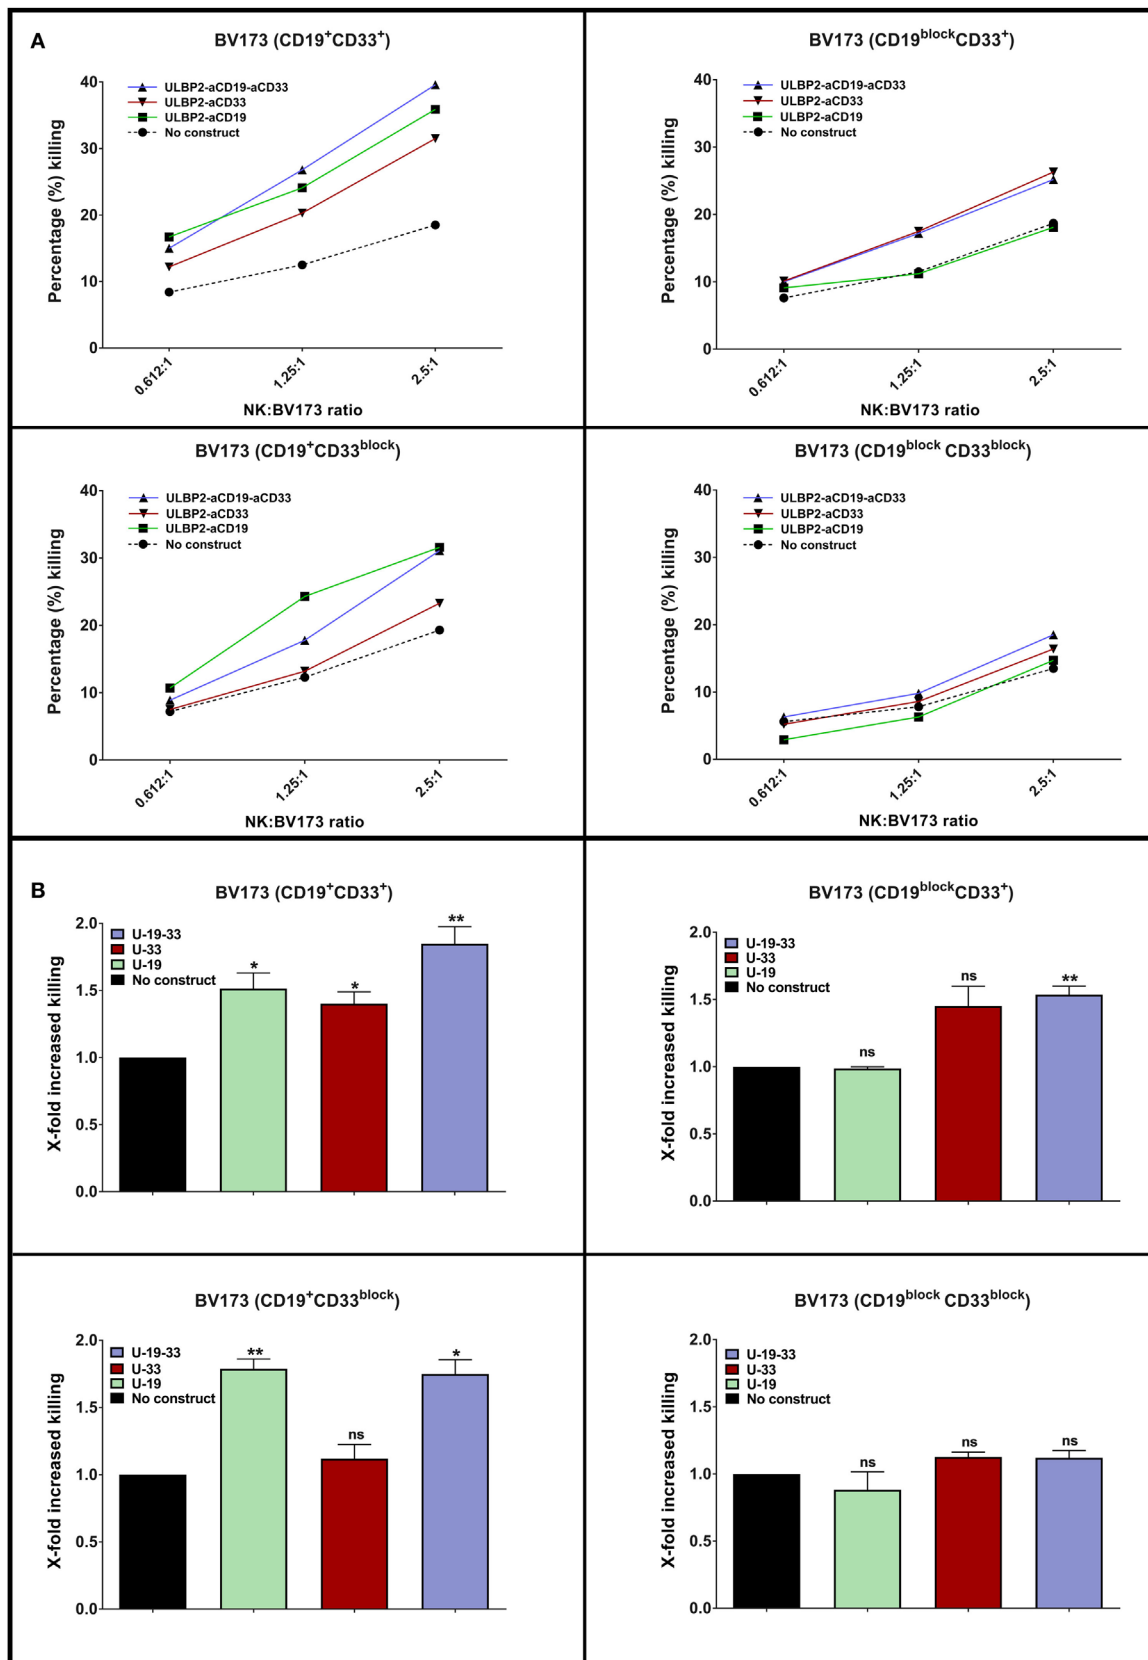 A
BV173 (CD19+CD33+)
ULBP2-aCD19-aCD33
ULBP2-aCD33
ULBP2-aCD19
No construct
Percentage (%) killing
40
30
20
10
0
0.612:1
1.25:1
2.5:1
NK:BV173 ratio
BV173 (CD19blockCD33+)
ULBP2-aCD19-aCD33
ULBP2-aCD33
ULBP2-aCD19
No construct
Percentage (%) killing
40
30
20
10
0
0.612:1
1.25:1
2.5:1
NK:BV173 ratio
BV173 (CD19+CD33block)
ULBP2-aCD19-aCD33
ULBP2-aCD33
ULBP2-aCD19
No construct
Percentage (%) killing
40
30
20
10
0
0.612:1
1.25:1
2.5:1
NK:BV173 ratio
BV173 (CD19block CD33block)
ULBP2-aCD19-aCD33
ULBP2-aCD33
ULBP2-aCD19
No construct
Percentage (%) killing
40
30
20
10
0
0.612:1
1.25:1
2.5:1
NK:BV173 ratio
B
BV173 (CD19+CD33+)
U-19-33
U-33
U-19
No construct
X-fold increased killing
2.0
1.5
1.0
0.5
0.0
*
*
**
BV173 (CD19blockCD33+)
U-19-33
U-33
U-19
No construct
X-fold increased killing
2.0
1.5
1.0
0.5
0.0
ns
ns
**
BV173 (CD19+CD33block)
U-19-33
U-33
U-19
No construct
X-fold increased killing
2.0
1.5
1.0
0.5
0.0
**
ns
*
BV173 (CD19block CD33block)
U-19-33
U-33
U-19
No construct
X-fold increased killing
2.0
1.5
1.0
0.5
0.0
ns
ns
ns